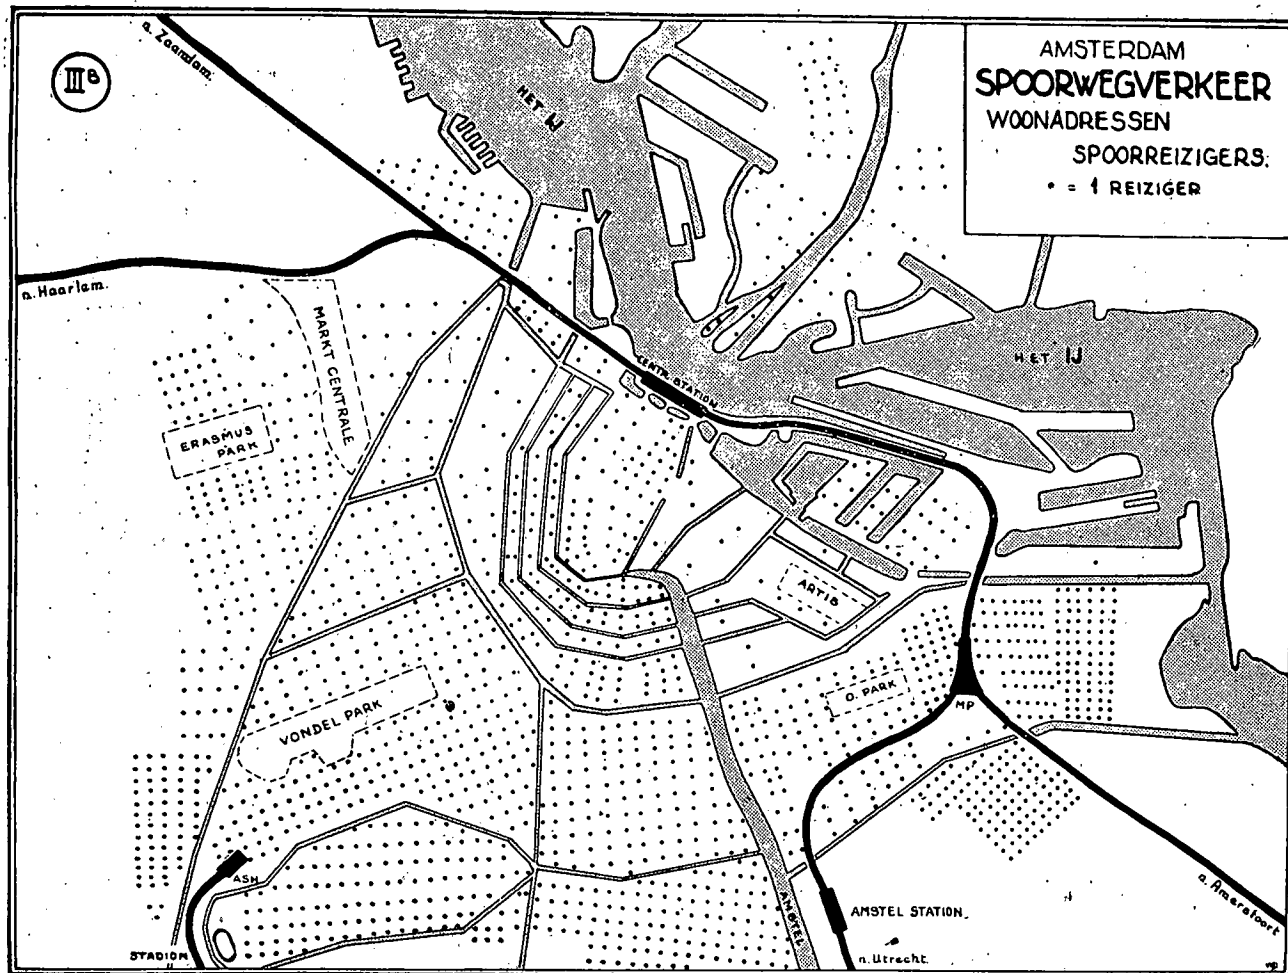 III B
AMSTERDAM
SPOORWEGVERKEER
WOONADRESSEN
SPOORREIZIGERS:
• = 1 REIZIGER
n. Zaandam.
HET IJ
n. Haarlem.
MARKT CENTRALE
CENTR. STATION
HET IJ
ERASMUS
PARK
ARTIS
O. PARK
VONDEL PARK
MP
ASH
AMSTEL
AMSTEL STATION
n. Amersfoort
STADION
n. Utrecht.